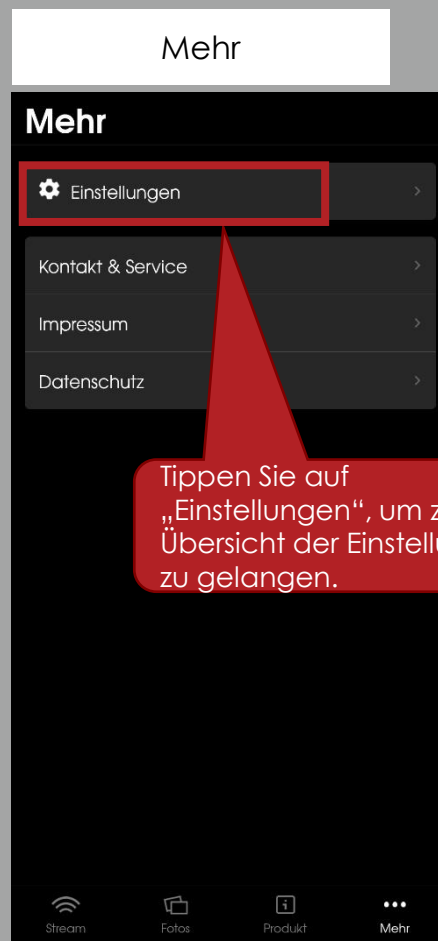 Mehr
Mehr
Einstellungen
Kontakt & Service
Impressum
Datenschutz
Tippen Sie auf
„Einstellungen“, um
Übersicht der
zu gelangen.
Stream Fotos Produkt Mehr